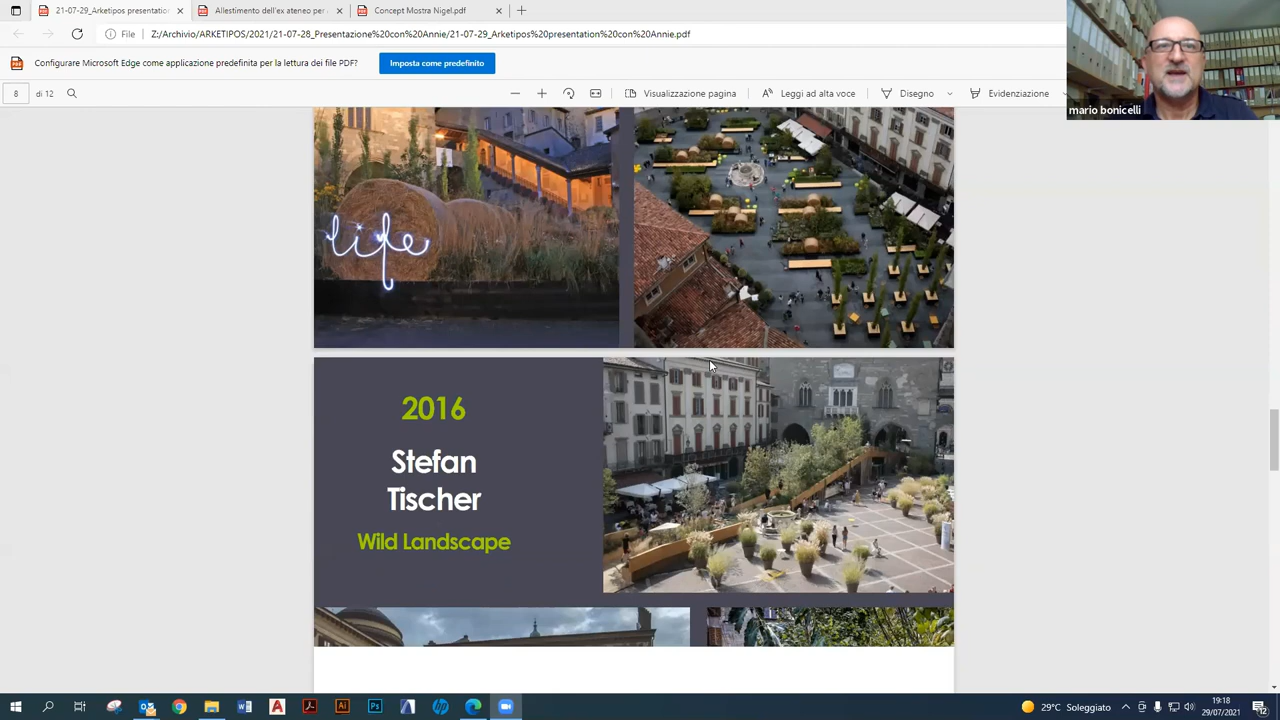 21-07-29_Arketipos presentation
Allestimento dell'ex ateneo per
Concept Mostra Nigel.pdf
File
Z:/Archivio/ARKETIPOS/2021/21-07-28_Presentazione%20con%20Annie/21-07-29_Arketipos%20presentation%20con%20Annie.pdf
Configurare Microsoft Edge come applicazione predefinita per la lettura dei file PDF?
Imposta come predefinito
8
di 12
Visualizzazione pagina
Leggi ad alta voce
Disegno
Evidenziazione
mario bonicelli
life
2016
Stefan
Tischer
Wild Landscape
29°C Soleggiato
19:18
29/07/2021
12